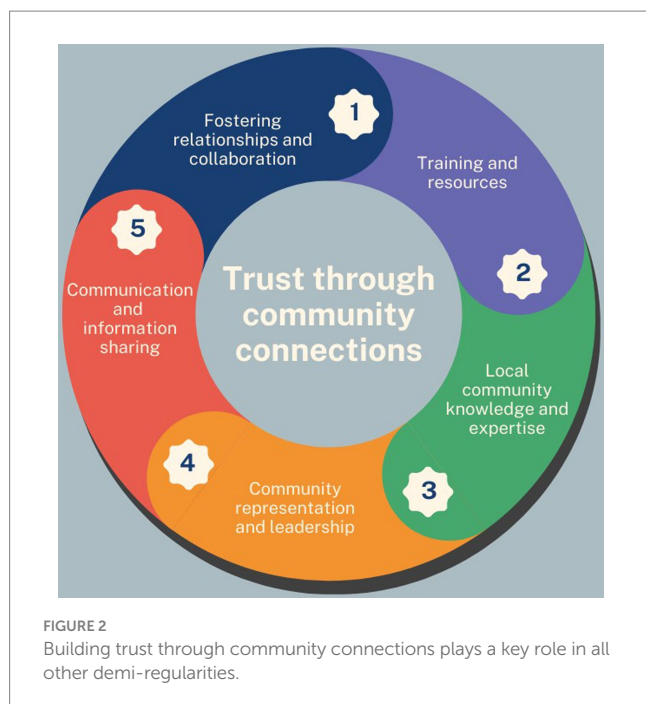 1
Fostering
relationships and
collaboration
Training and
resources
2
Local
community
knowledge and
expertise
3
Community
representation
and leadership
4
Communication
and
information
sharing
5
Trust through
community
connections
FIGURE 2
Building trust through community connections plays a key role in all
other demi-regularities.